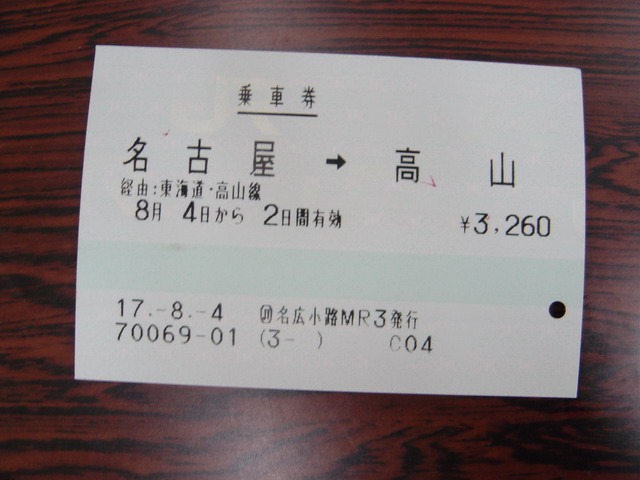 乗車券
名古屋 → 高山
経由:東海道・高山線
8月 4日から 2日間有効 ¥3,260
17.-8.-4 名広小路MR3発行
70069-01 (3- ) C04